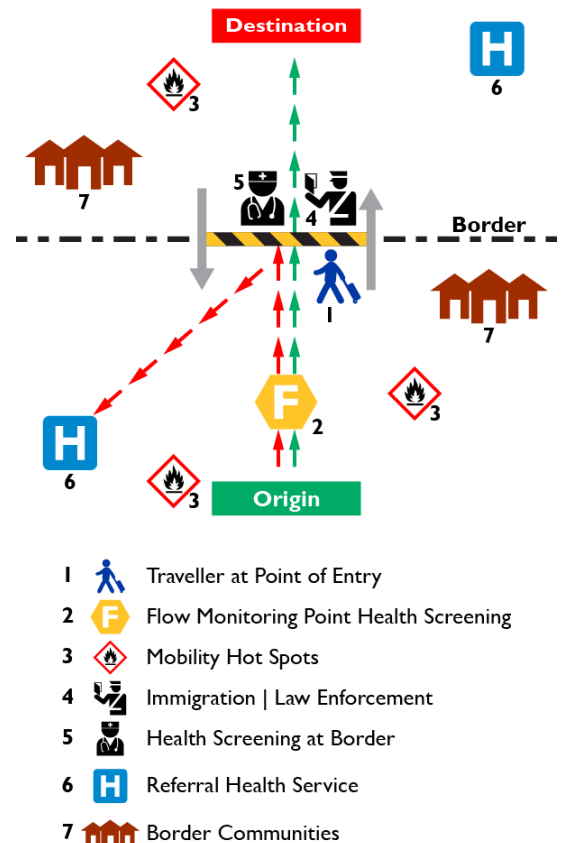 Destination
H
6
3
7
5
4
Border
1
7
F
2
3
H
6
3
Origin
1 Traveller at Point of Entry
2 F Flow Monitoring Point Health Screening
3 Mobility Hot Spots
4 Immigration | Law Enforcement
5 Health Screening at Border
6 H Referral Health Service
7 Border Communities